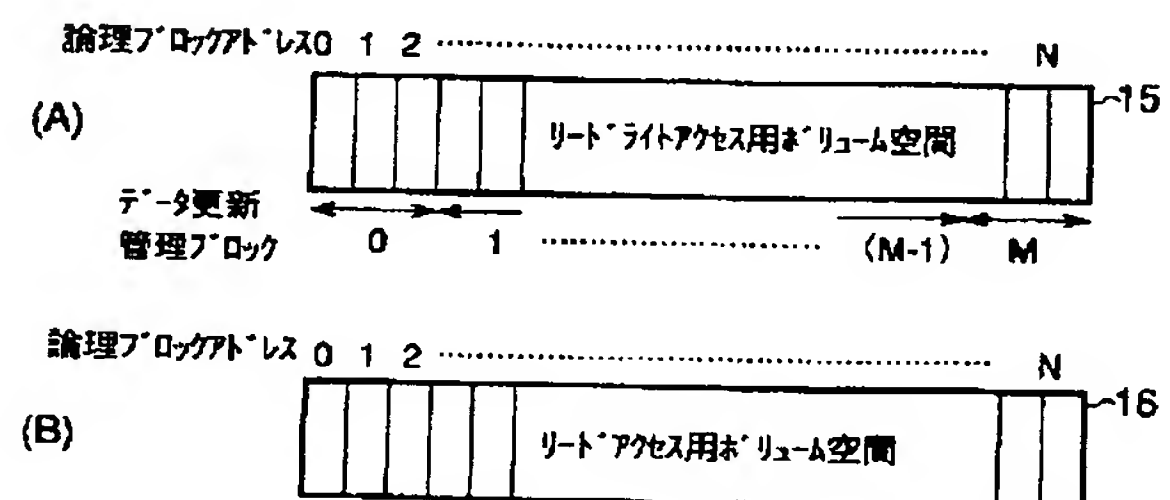 論理ブロックアドレス0 1 2 ………………………… N
(A)
15
リードライトアクセス用ボリューム空間
データ更新
管理ブロック 0 1 ………………… (M-1) M
論理ブロックアドレス 0 1 2 ………………………… N
(B)
16
リードアクセス用ボリューム空間